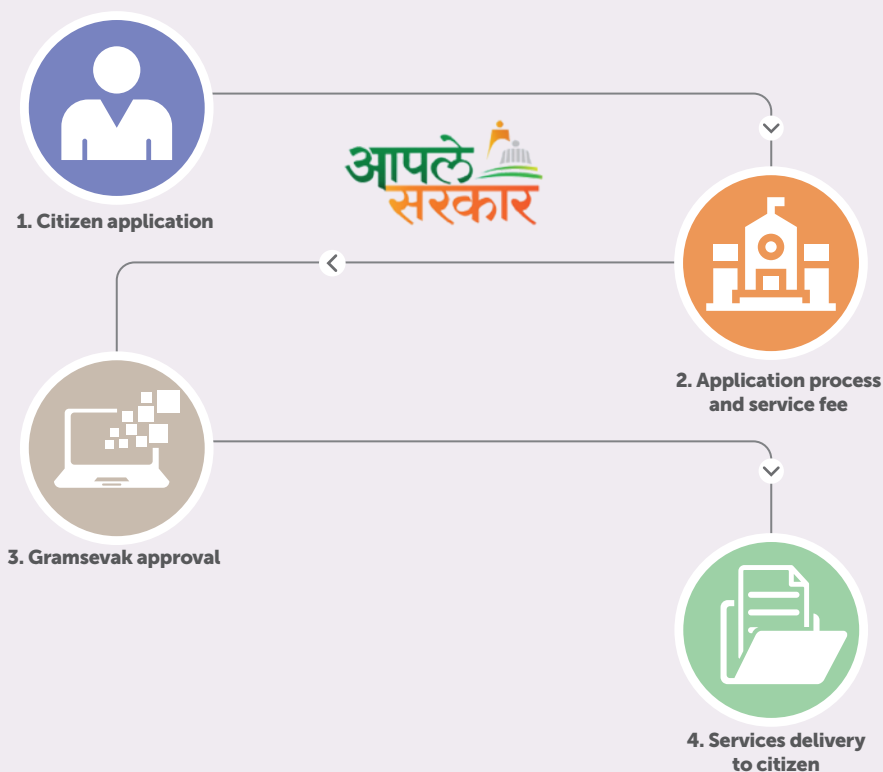 आपले
सरकार
1. Citizen application
2. Application process
and service fee
3. Gramsevak approval
4. Services delivery
to citizen